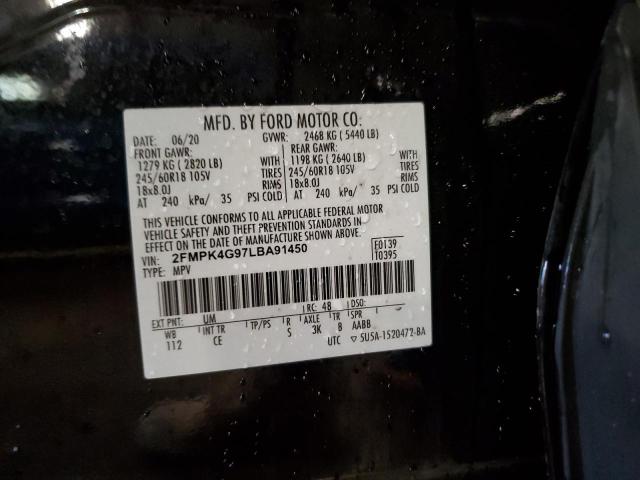 MFD. BY FORD MOTOR CO.
DATE: 06/20 GVWR: 2468 KG ( 5440 LB)
FRONT GAWR: REAR GAWR:
1279 KG ( 2820 LB) WITH 1198 KG ( 2640 LB) WITH
245/60R18 105V TIRES 245/60R18 105V TIRES
18x8.0J RIMS 18x8.0J RIMS
AT 240 kPa/ 35 PSI COLD AT 240 kPa/ 35 PSI COLD
THIS VEHICLE CONFORMS TO ALL APPLICABLE FEDERAL MOTOR
VEHICLE SAFETY AND THEFT PREVENTION STANDARDS IN
EFFECT ON THE DATE OF MANUFACTURE SHOWN ABOVE.
VIN: 2FMPK4G97LBA91450 F0139
TYPE: MPV T0395
EXT PNT: UM RC: 48 DSO:
WB INT TR TP/PS R AXLE TR SPR
112 CE S 3K 8 AABB
UTC ▽ 5U5A-1520472-BA